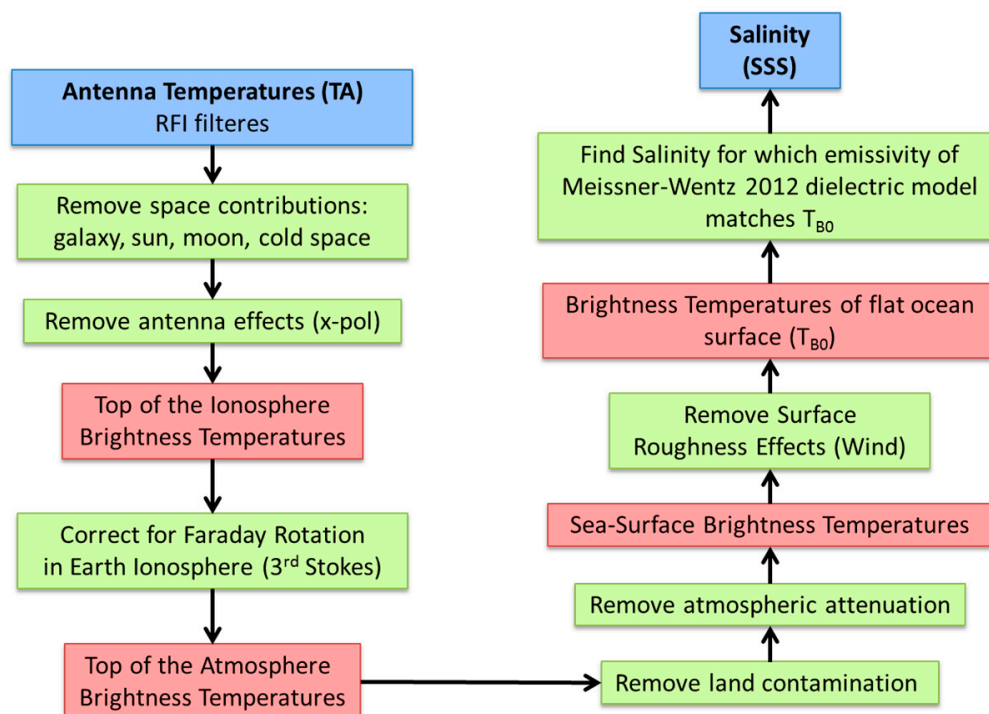 Antenna Temperatures (TA)
RFI filteres
Remove space contributions:
galaxy, sun, moon, cold space
Remove antenna effects (x-pol)
Top of the Ionosphere
Brightness Temperatures
Correct for Faraday Rotation
in Earth Ionosphere (3rd Stokes)
Top of the Atmosphere
Brightness Temperatures
Remove land contamination
Remove atmospheric attenuation
Sea-Surface Brightness Temperatures
Remove Surface
Roughness Effects (Wind)
Brightness Temperatures of flat ocean
surface (TB0)
Find Salinity for which emissivity of
Meissner-Wentz 2012 dielectric model
matches TB0
Salinity
(SSS)